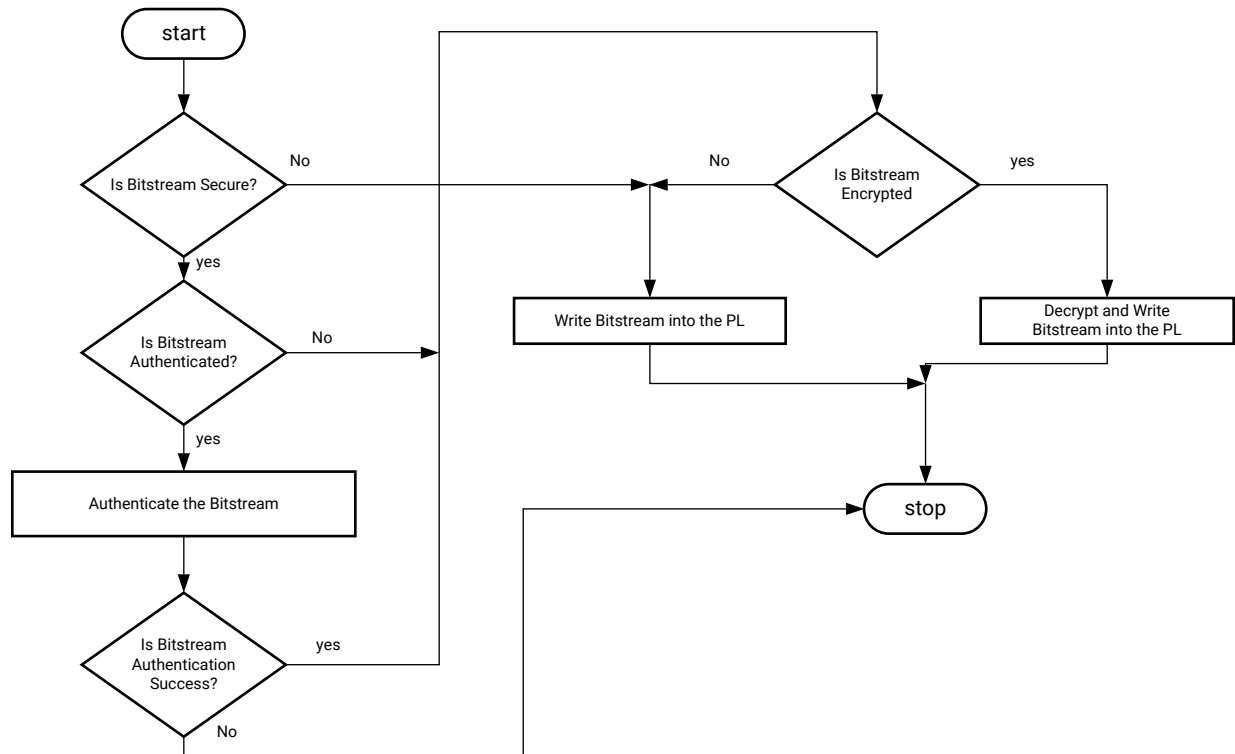 start
No
Is Bitstream Secure?
No
Is Bitstream
Encrypted
yes
yes
Is Bitstream
Authenticated?
No
Write Bitstream into the PL
Decrypt and Write
Bitstream into the PL
yes
Authenticate the Bitstream
stop
Is Bitstream
Authentication
Success?
yes
No